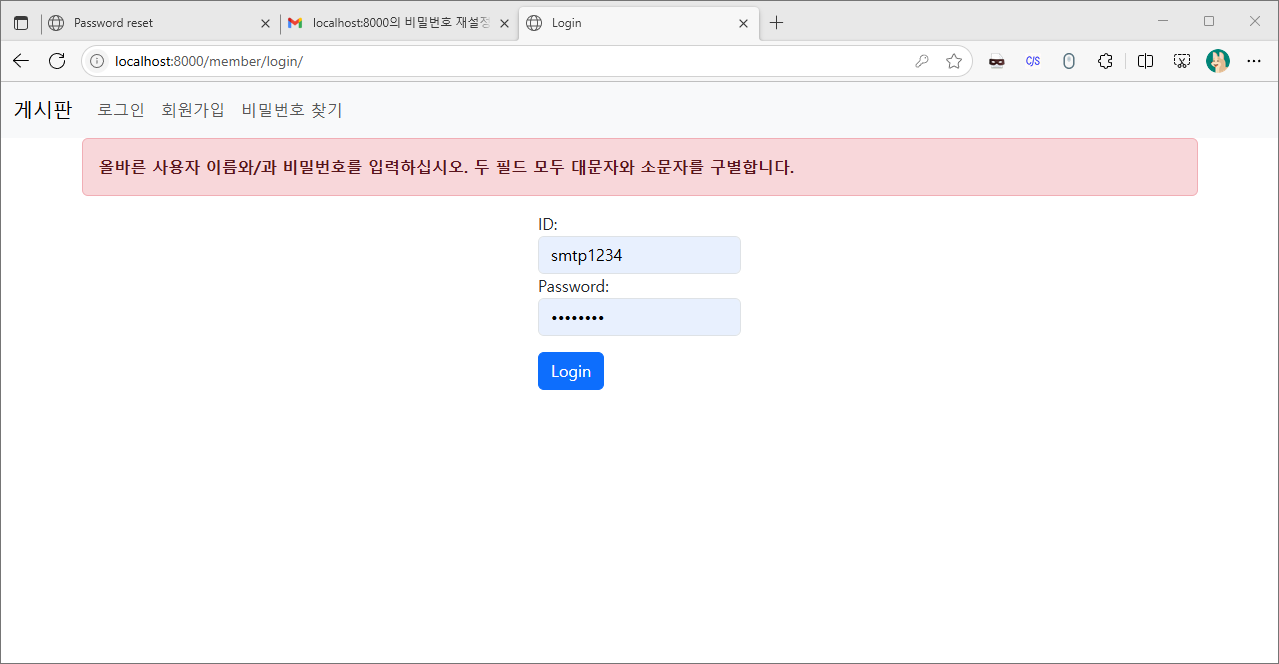 Password reset
localhost:8000의 비밀번호 재설정
Login
localhost:8000/member/login/
C/S
게시판 로그인 회원가입 비밀번호 찾기
올바른 사용자 이름와/과 비밀번호를 입력하십시오. 두 필드 모두 대문자와 소문자를 구별합니다.
ID:
smtp1234
Password:
Login